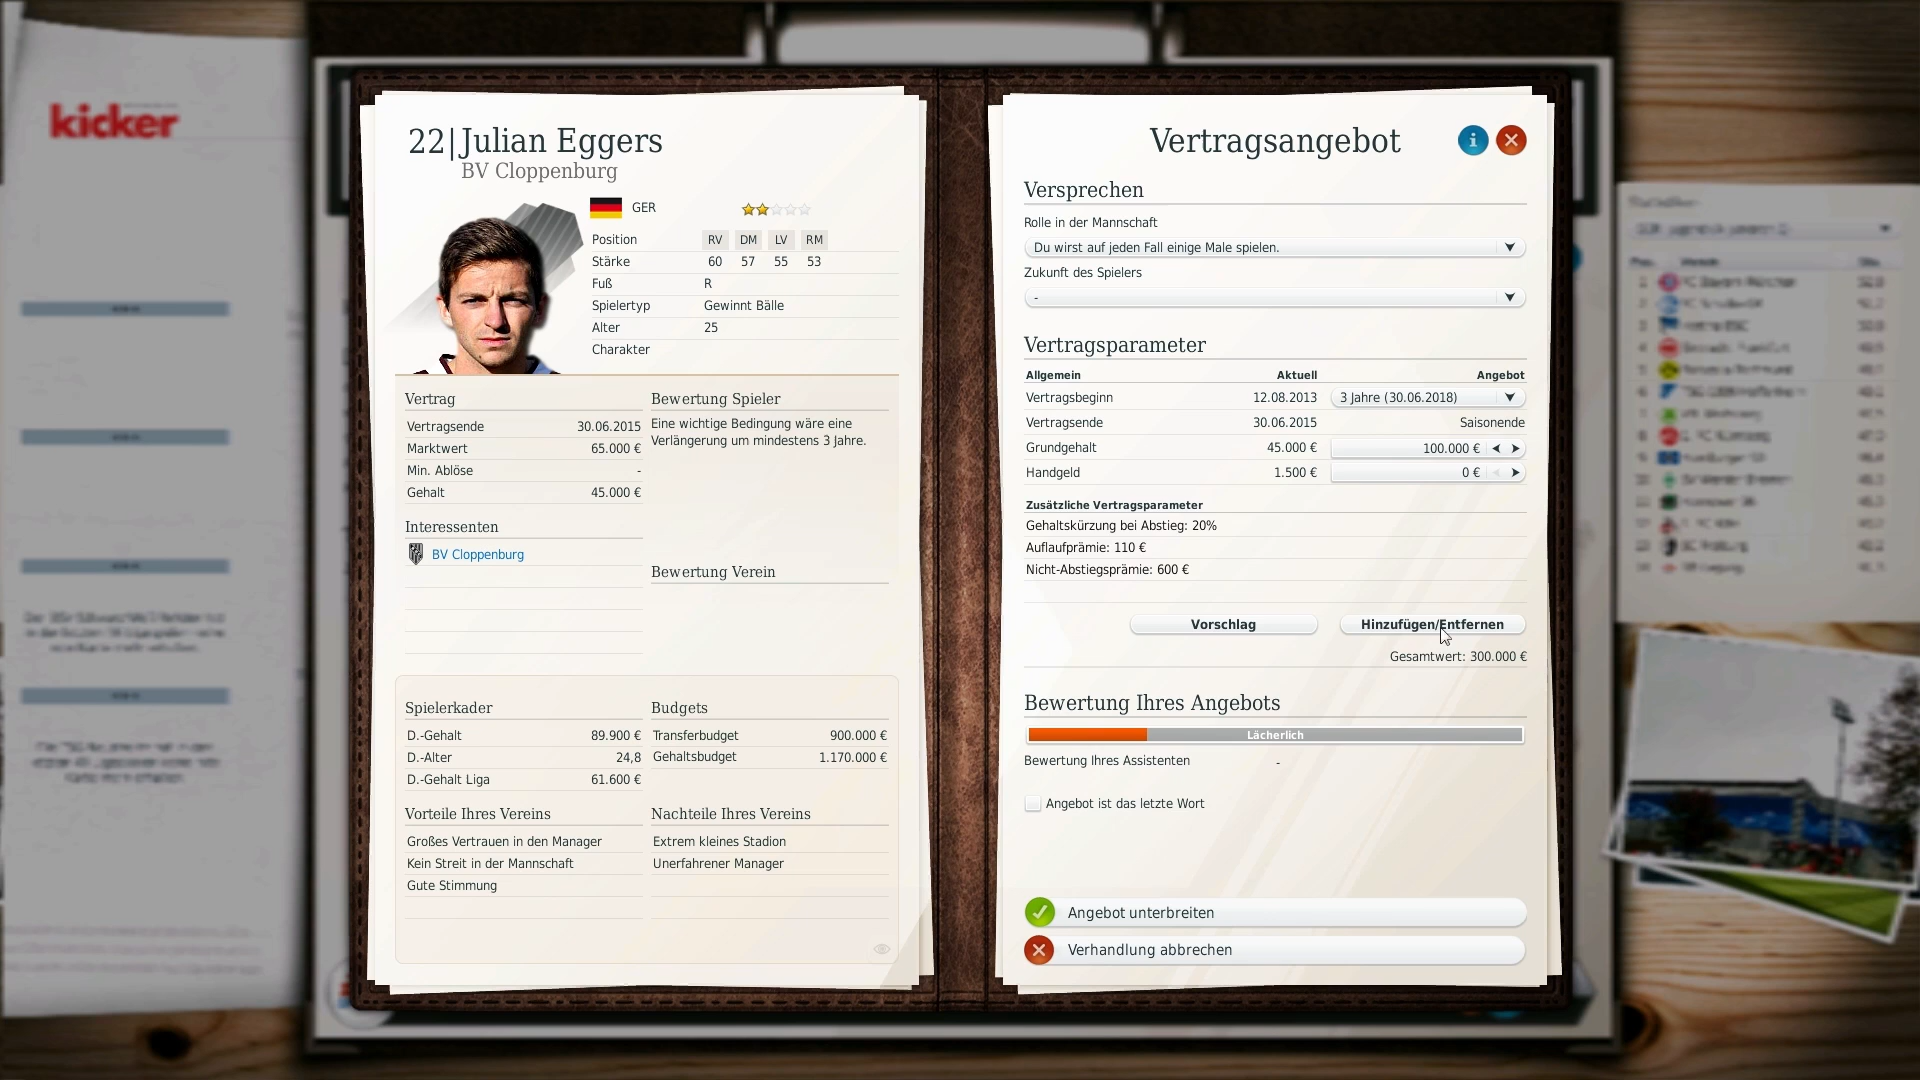 kicker
22|Julian Eggers
BV Cloppenburg
GER
Position RV DM LV RM
Stärke 60 57 55 53
Fuß R
Spielertyp Gewinnt Bälle
Alter 25
Charakter
Vertrag
Vertragsende 30.06.2015
Marktwert 65.000 €
Min. Ablöse -
Gehalt 45.000 €
Interessenten
BV Cloppenburg
Bewertung Spieler
Eine wichtige Bedingung wäre eine
Verlängerung um mindestens 3 Jahre.
Bewertung Verein
Spielerkader
D.-Gehalt 89.900 €
D.-Alter 24,8
D.-Gehalt Liga 61.600 €
Budgets
Transferbudget 900.000 €
Gehaltsbudget 1.170.000 €
Vorteile Ihres Vereins
Großes Vertrauen in den Manager
Kein Streit in der Mannschaft
Gute Stimmung
Nachteile Ihres Vereins
Extrem kleines Stadion
Unerfahrener Manager
Vertragsangebot
i
Versprechen
Rolle in der Mannschaft
Du wirst auf jeden Fall einige Male spielen.
Zukunft des Spielers
-
Vertragsparameter
Allgemein Aktuell Angebot
Vertragsbeginn 12.08.2013 3 Jahre (30.06.2018)
Vertragsende 30.06.2015 Saisonende
Grundgehalt 45.000 € 100.000 €
Handgeld 1.500 € 0 €
Zusätzliche Vertragsparameter
Gehaltskürzung bei Abstieg: 20%
Auflaufprämie: 110 €
Nicht-Abstiegsprämie: 600 €
Vorschlag Hinzufügen/Entfernen
Gesamtwert: 300.000 €
Bewertung Ihres Angebots
Lächerlich
Bewertung Ihres Assistenten -
Angebot ist das letzte Wort
Angebot unterbreiten
Verhandlung abbrechen